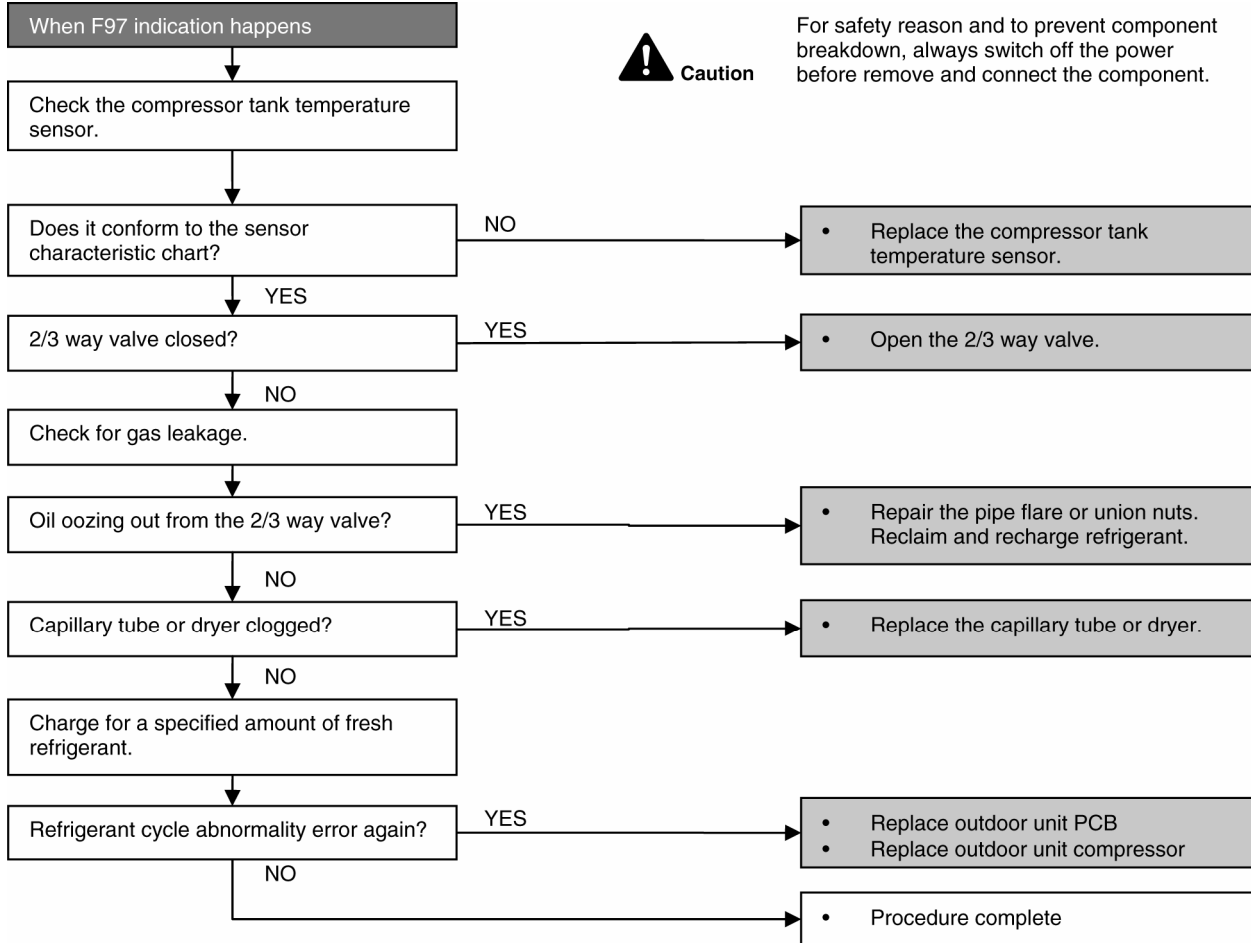 When F97 indication happens
For safety reason and to prevent component
breakdown, always switch off the power
before remove and connect the component.
Caution
Check the compressor tank temperature
sensor.
Does it conform to the sensor
characteristic chart?
NO
• Replace the compressor tank
temperature sensor.
YES
2/3 way valve closed?
YES
• Open the 2/3 way valve.
NO
Check for gas leakage.
Oil oozing out from the 2/3 way valve?
YES
• Repair the pipe flare or union nuts.
Reclaim and recharge refrigerant.
NO
Capillary tube or dryer clogged?
YES
• Replace the capillary tube or dryer.
NO
Charge for a specified amount of fresh
refrigerant.
Refrigerant cycle abnormality error again?
YES
• Replace outdoor unit PCB
• Replace outdoor unit compressor
NO
• Procedure complete